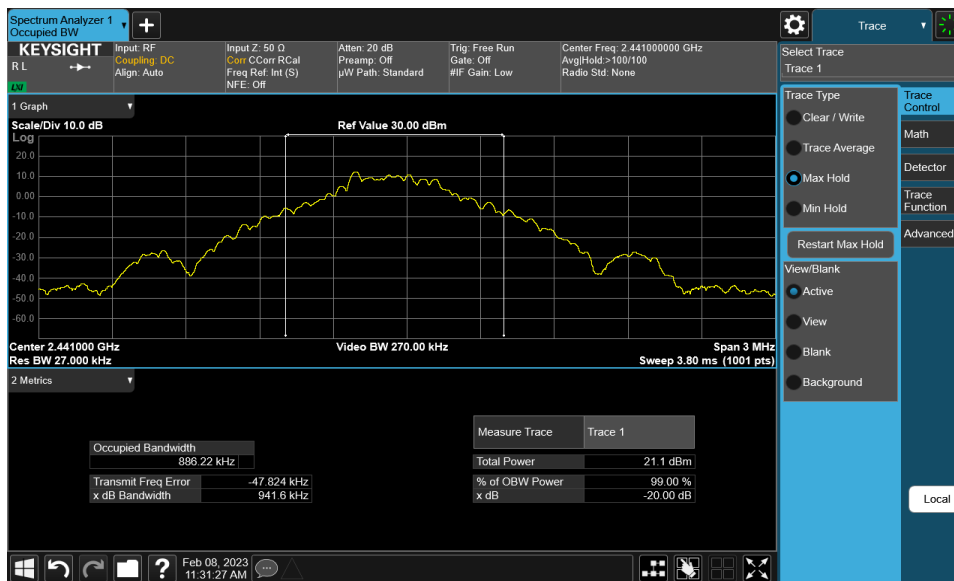 Spectrum Analyzer 1
Occupied BW
+
Trace
KEYSIGHT
R L
LXI
Input: RF
Coupling: DC
Align: Auto
Input Z: 50 Ω
Corr CCorr RCal
Freq Ref: Int (S)
NFE: Off
Atten: 20 dB
Preamp: Off
µW Path: Standard
Trig: Free Run
Gate: Off
#IF Gain: Low
Center Freq: 2.441000000 GHz
Avg|Hold:>100/100
Radio Std: None
Select Trace
Trace 1
1 Graph
Scale/Div 10.0 dB
Ref Value 30.00 dBm
Log
20.0
10.0
0.00
-10.0
-20.0
-30.0
-40.0
-50.0
-60.0
Center 2.441000 GHz
Video BW 270.00 kHz
Span 3 MHz
Res BW 27.000 kHz
Sweep 3.80 ms (1001 pts)
Trace Type
Clear / Write
Trace Average
Max Hold
Min Hold
Restart Max Hold
View/Blank
Active
View
Blank
Background
Trace
Control
Math
Detector
Trace
Function
Advanced
Local
2 Metrics
Occupied Bandwidth
886.22 kHz
Transmit Freq Error -47.824 kHz
x dB Bandwidth 941.6 kHz
Measure Trace Trace 1
Total Power 21.1 dBm
% of OBW Power 99.00 %
x dB -20.00 dB
?
Feb 08, 2023
11:31:27 AM